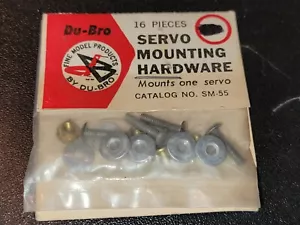 Du-Bro
FINE MODEL PRODUCTS
BY DU-BRO
16 PIECES
SERVO
MOUNTING
HARDWARE
Mounts one servo
CATALOG NO. SM-55